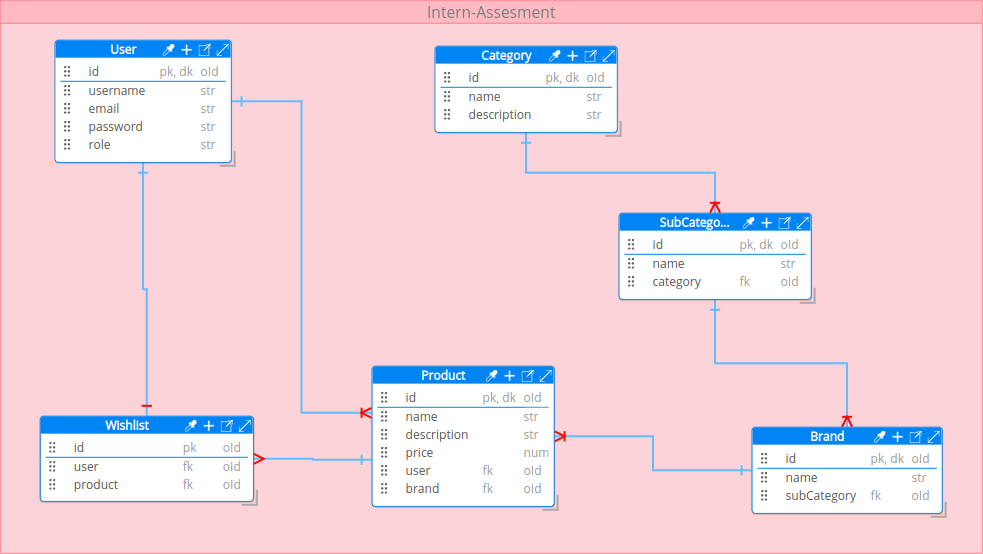 Intern-Assesment
User
id pk, dk oId
username str
email str
password str
role str
Category
id pk, dk oId
name str
description str
SubCatego...
id pk, dk oId
name str
category fk oId
Product
id pk, dk oId
name str
description str
price num
user fk oId
brand fk oId
Wishlist
id pk oId
user fk oId
product fk oId
Brand
id pk, dk oId
name str
subCategory fk oId